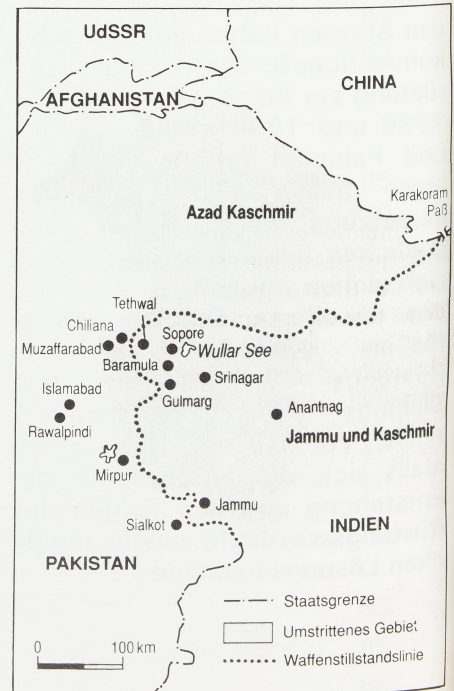 UdSSR
CHINA
AFGHANISTAN
Karakoram
Paß
Azad Kaschmir
Tethwal
Chiliana
Sopore
Muzaffarabad
Wullar See
Baramula
Srinagar
Islamabad
Gulmarg
Anantnag
Rawalpindi
Jammu und Kaschmir
Mirpur
Jammu
Sialkot
INDIEN
PAKISTAN
Staatsgrenze
0 100 km
Umstrittenes Gebiet
Waffenstillstandslinie